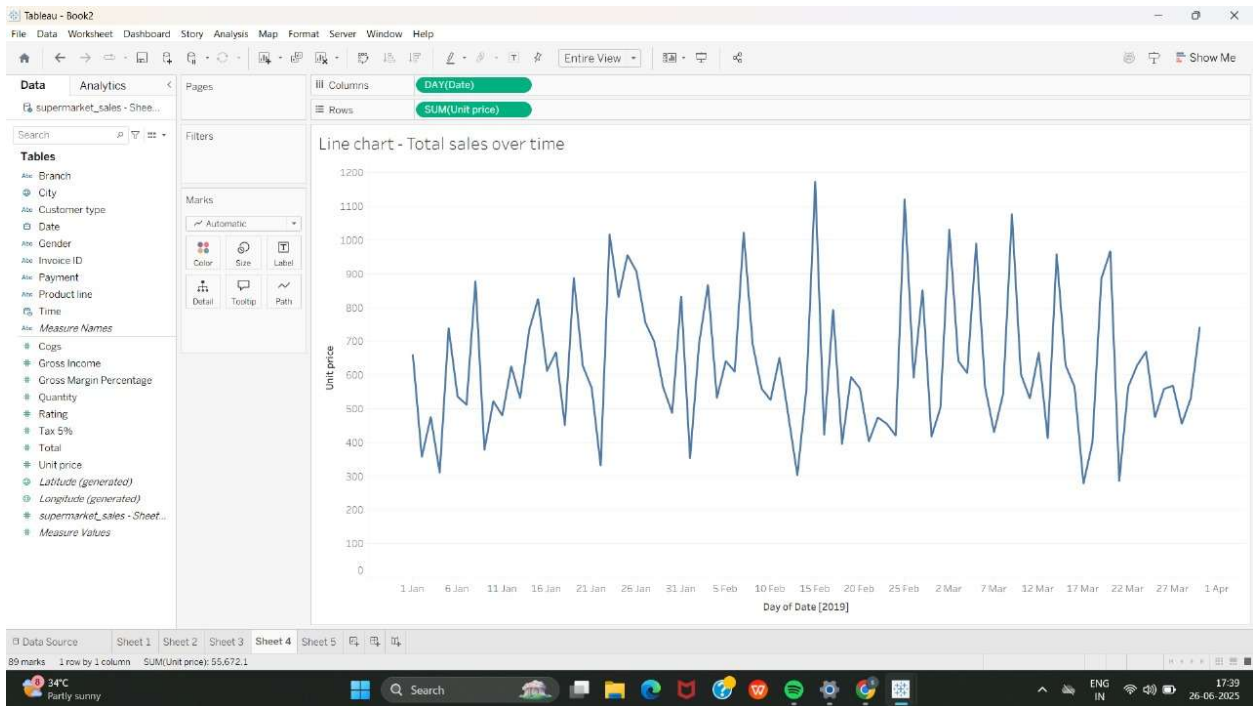 Tableau - Book2
File Data Worksheet Dashboard Story Analysis Map Format Server Window Help
Entire View
Show Me
Data Analytics
supermarket_sales - Shee...
Search
Tables
Abc Branch
City
Abc Customer type
Date
Abc Gender
Abc Invoice ID
Abc Payment
Abc Product line
Time
Abc Measure Names
# Cogs
# Gross Income
# Gross Margin Percentage
# Quantity
# Rating
# Tax 5%
# Total
# Unit price
Latitude (generated)
Longitude (generated)
# supermarket_sales - Sheet...
# Measure Values
Pages
Filters
Marks
Automatic
Color Size Label
Detail Tooltip Path
Columns DAY(Date)
Rows SUM(Unit price)
Line chart - Total sales over time
1200
1100
1000
900
800
700
600
500
400
300
200
100
0
Unit price
1 Jan 6 Jan 11 Jan 16 Jan 21 Jan 26 Jan 31 Jan 5 Feb 10 Feb 15 Feb 20 Feb 25 Feb 2 Mar 7 Mar 12 Mar 17 Mar 22 Mar 27 Mar 1 Apr
Day of Date [2019]
Data Source Sheet 1 Sheet 2 Sheet 3 Sheet 4 Sheet 5
89 marks 1 row by 1 column SUM(Unit price): 55,672.1
8
34°C
Partly sunny
Search
ENG
IN
17:39
26-06-2025